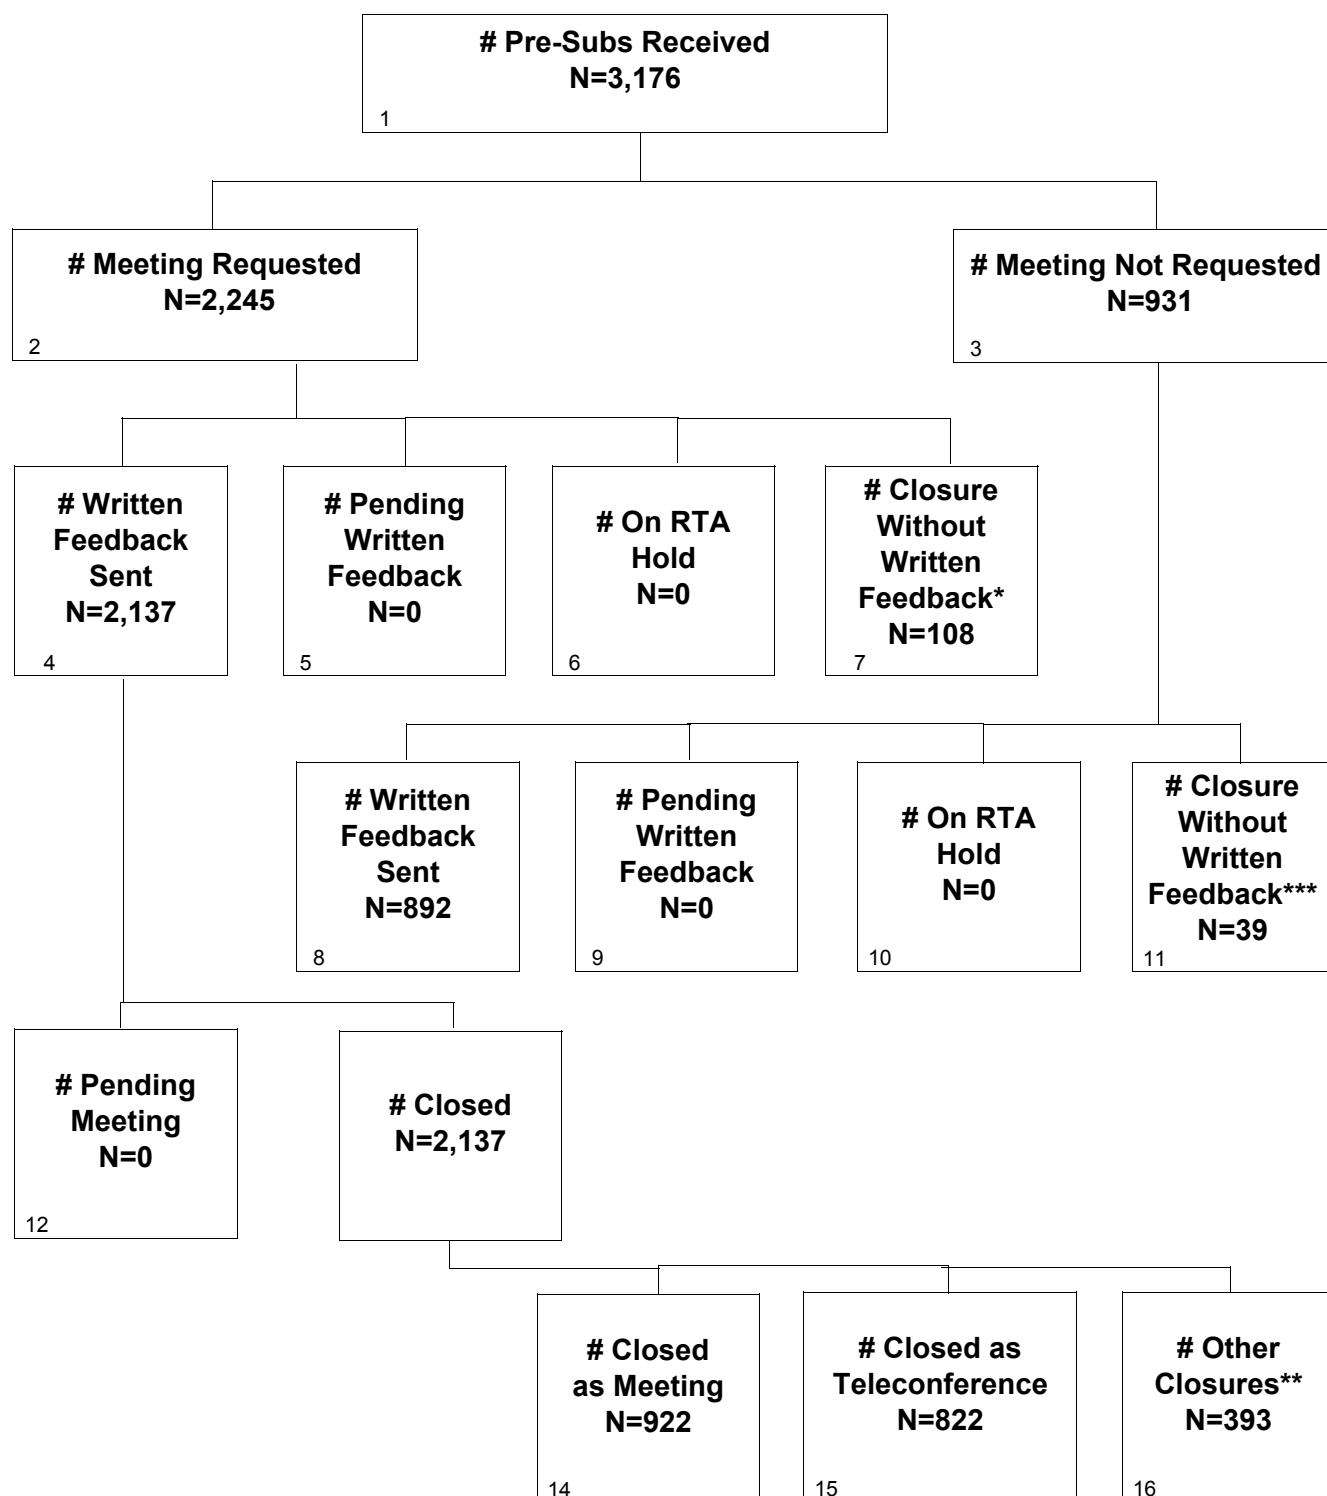 # Pre-Subs Received
N=3,176
1
# Meeting Requested
N=2,245
2
# Meeting Not Requested
N=931
3
# Written
Feedback
Sent
N=2,137
4
# Pending
Written
Feedback
N=0
5
# On RTA
Hold
N=0
6
# Closure
Without
Written
Feedback*
N=108
7
# Written
Feedback
Sent
N=892
8
# Pending
Written
Feedback
N=0
9
# On RTA
Hold
N=0
10
# Closure
Without
Written
Feedback***
N=39
11
# Pending
Meeting
N=0
12
# Closed
N=2,137
# Closed
as Meeting
N=922
14
# Closed as
Teleconference
N=822
15
# Other
Closures**
N=393
16